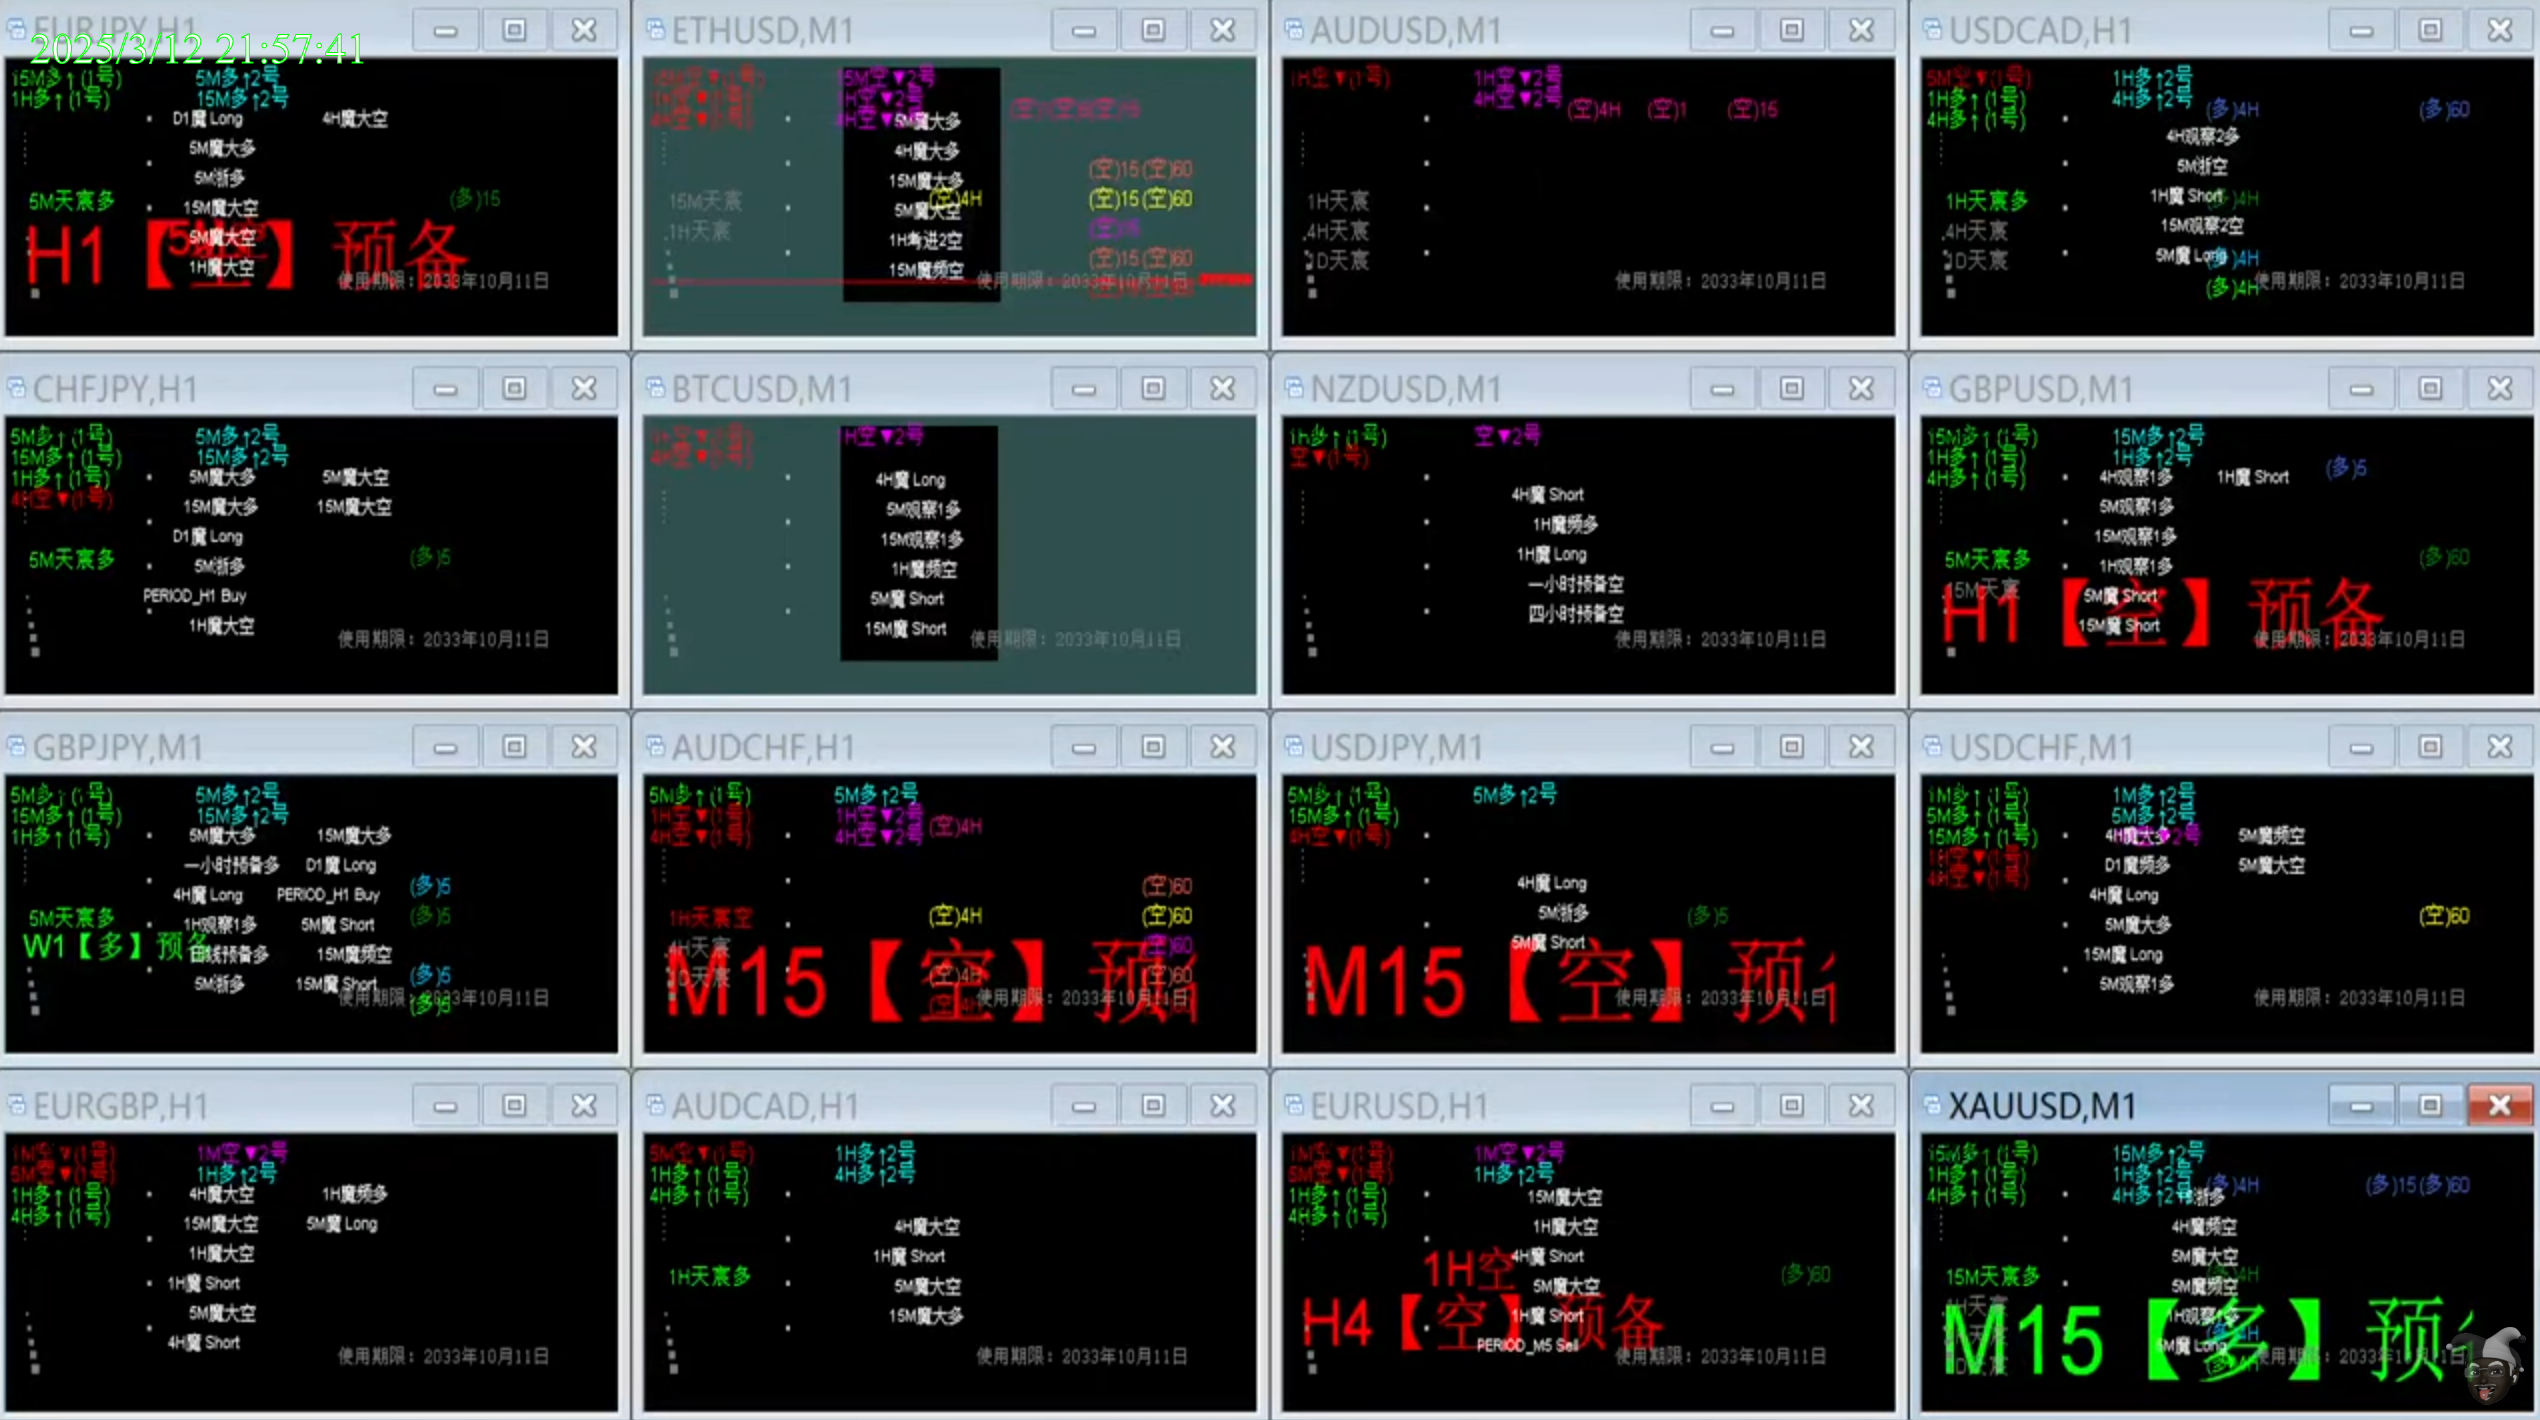 EURJPY,H1
2025/3/12 21:57:41
15M多↑(1号) 5M多↑2号
1H多↑(1号) 15M多↑2号
D1魔 Long 4H魔大空
5M魔大多
5M浙多
5M天宸多 15M魔大空 (多)15
5M魔大空
H1【空】预备
1H魔大空
使用期限：2033年10月11日
ETHUSD,M1
15M空▼2号
1H空▼2号
4H空▼2号
5M魔大多
4H魔大多
15M魔大多 (空)15(空)60
15M天宸 (空)4H (空)15(空)60
5M魔大空 (空)15
1H天宸 1H考进2空
(空)15(空)60
15M魔频空
使用期限：2033年10月11日
AUDUSD,M1
1H空▼(1号) 1H空▼2号
4H空▼2号
(空)4H (空)1 (空)15
1H天宸
4H天宸
1D天宸
使用期限：2033年10月11日
USDCAD,H1
5M空▼(1号) 1H多↑2号
1H多↑(1号) 4H多↑2号
4H多↑(1号) (多)4H (多)60
4H观察2多
5M浙空
1H天宸多 1H魔 Short (多)4H
4H天宸 15M观察2空
1D天宸 5M魔 Long (多)4H
(多)4H
使用期限：2033年10月11日
CHFJPY,H1
5M多↑(1号) 5M多↑2号
15M多↑(1号) 15M多↑2号
1H多↑(1号) 5M魔大多 5M魔大空
4H空▼(1号) 15M魔大多 15M魔大空
D1魔 Long
5M天宸多 5M浙多 (多)5
PERIOD_H1 Buy
1H魔大空
使用期限：2033年10月11日
BTCUSD,M1
H空▼2号
4H魔 Long
5M观察1多
15M观察1多
1H魔频空
5M魔 Short
15M魔 Short
使用期限：2033年10月11日
NZDUSD,M1
1h多↑(1号) 空▼2号
空▼(1号)
4H魔 Short
1H魔频多
1H魔 Long
一小时预备空
四小时预备空
使用期限：2033年10月11日
GBPUSD,M1
15M多↑(1号) 15M多↑2号
1H多↑(1号) 1H多↑2号
4H多↑(1号) 4H观察1多 1H魔 Short (多)5
5M观察1多
15M观察1多
5M天宸多 1H观察1多 (多)60
15M天宸 5M魔 Short
H1【空】预备
15M魔 Short
使用期限：2033年10月11日
GBPJPY,M1
5M多↑(1号) 5M多↑2号
15M多↑(1号) 15M多↑2号
1H多↑(1号) 5M魔大多 15M魔大多
一小时预备多 D1魔 Long
4H魔 Long PERIOD_H1 Buy (多)5
5M天宸多 1H观察1多 5M魔 Short (多)5
W1【多】预备
日线预备多 15M魔频空
5M浙多 15M魔 Short (多)5
(多)5
使用期限：2033年10月11日
AUDCHF,H1
5M多↑(1号) 5M多↑2号
1H空▼(1号) 1H空▼2号
4H空▼(1号) 4H空▼2号 (空)4H
(空)60
1H天宸空 (空)4H (空)60
4H天宸 (空)60
M15【空】预
1D天宸 (空)4H (空)60
使用期限：2033年10月11日
USDJPY,M1
5M多↑(1号) 5M多↑2号
15M多↑(1号)
4H空▼(1号)
4H魔 Long
5M浙多 (多)5
5M魔 Short
M15【空】预
使用期限：2033年10月11日
USDCHF,M1
1M多↑(1号) 1M多↑2号
5M多↑(1号) 5M多↑2号
15M多↑(1号) 4H魔大多 5M魔频空
1H空▼(1号) D1魔频多 5M魔大空
4H空▼(1号) 4H魔 Long
5M魔大多 (空)60
15M魔 Long
5M观察1多
使用期限：2033年10月11日
EURGBP,H1
1M空▼(1号) 1M空▼2号
5M空▼(1号) 1H多↑2号
1H多↑(1号) 4H魔大空 1H魔频多
4H多↑(1号) 15M魔大空 5M魔 Long
1H魔大空
1H魔 Short
5M魔大空
4H魔 Short
使用期限：2033年10月11日
AUDCAD,H1
5M空▼(1号) 1H多↑2号
1H多↑(1号) 4H多↑2号
4H多↑(1号)
4H魔大空
1H魔 Short
1H天宸多 5M魔大空
15M魔大多
使用期限：2033年10月11日
EURUSD,H1
1M空▼(1号) 1M空▼2号
5M空▼(1号) 1H多↑2号
1H多↑(1号) 15M魔大空
4H多↑(1号) 1H魔大空
1H空 4H魔 Short
5M魔大空 (多)60
1H魔 Short
H4【空】预备
PERIOD_M5 Sell
使用期限：2033年10月11日
XAUUSD,M1
15M多↑(1号) 15M多↑2号
1H多↑(1号) 1H多↑2号
4H多↑(1号) 4H多↑2号 (多)4H (多)15(多)60
浙多
4H魔频空
5M魔大空
15M天宸多 5M魔频空 (多)4H
4H天宸 1H观察1多
M15【多】预
5M魔 Long
使用期限：2033年10月11日